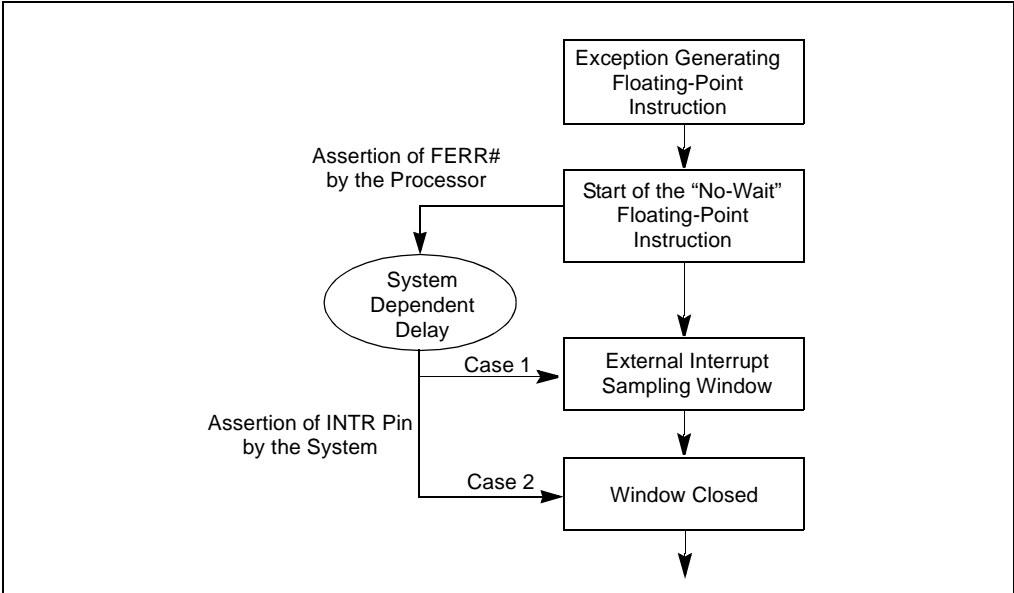 Exception Generating
Floating-Point
Instruction
Assertion of FERR#
by the Processor
Start of the “No-Wait”
Floating-Point
Instruction
System
Dependent
Delay
Case 1
External Interrupt
Sampling Window
Assertion of INTR Pin
by the System
Case 2
Window Closed